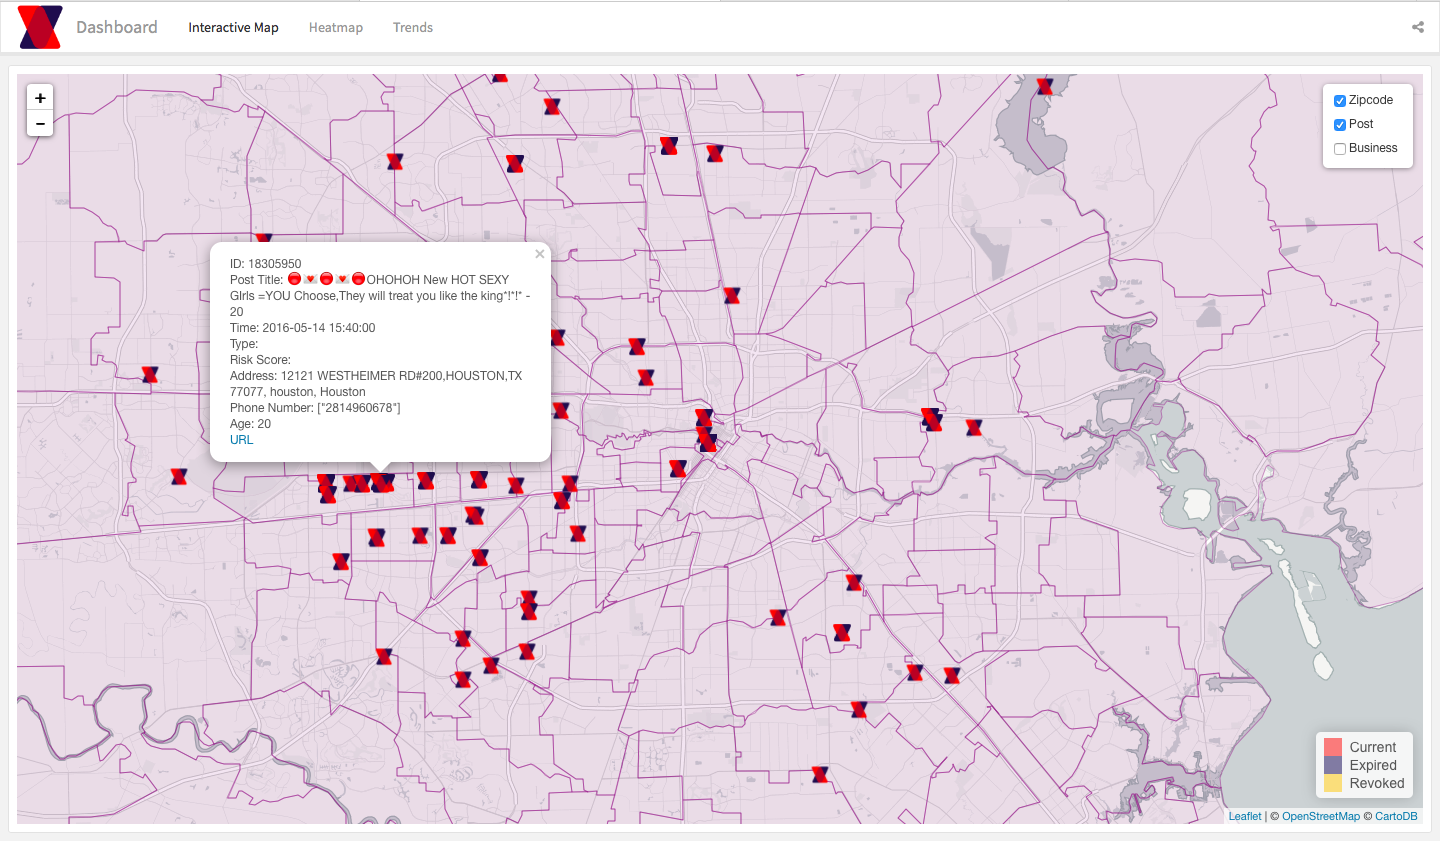 Dashboard Interactive Map Heatmap Trends
+
−
Zipcode
Post
Business
×
ID: 18305950
Post Title: 🔴💌🔴💌🔴OHOHOH New HOT SEXY
GIrls =YOU Choose,They will treat you like the king*!*!* -
20
Time: 2016-05-14 15:40:00
Type:
Risk Score:
Address: 12121 WESTHEIMER RD#200,HOUSTON,TX
77077, houston, Houston
Phone Number: ["2814960678"]
Age: 20
URL
Current
Expired
Revoked
Leaflet | © OpenStreetMap © CartoDB